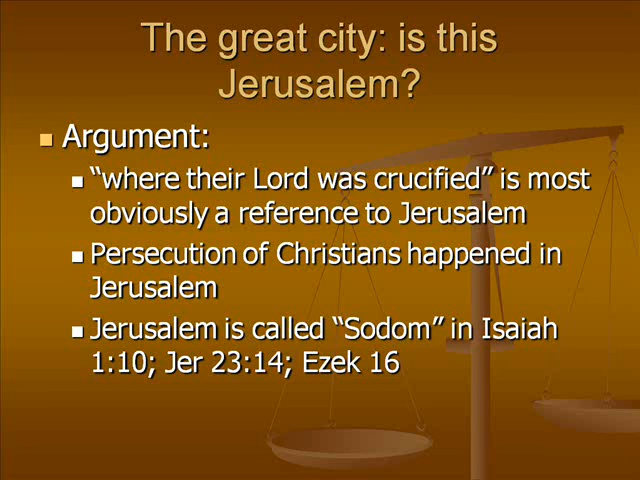 The great city: is this
Jerusalem?
Argument:
“where their Lord was crucified” is most
obviously a reference to Jerusalem
Persecution of Christians happened in
Jerusalem
Jerusalem is called “Sodom” in Isaiah
1:10; Jer 23:14; Ezek 16